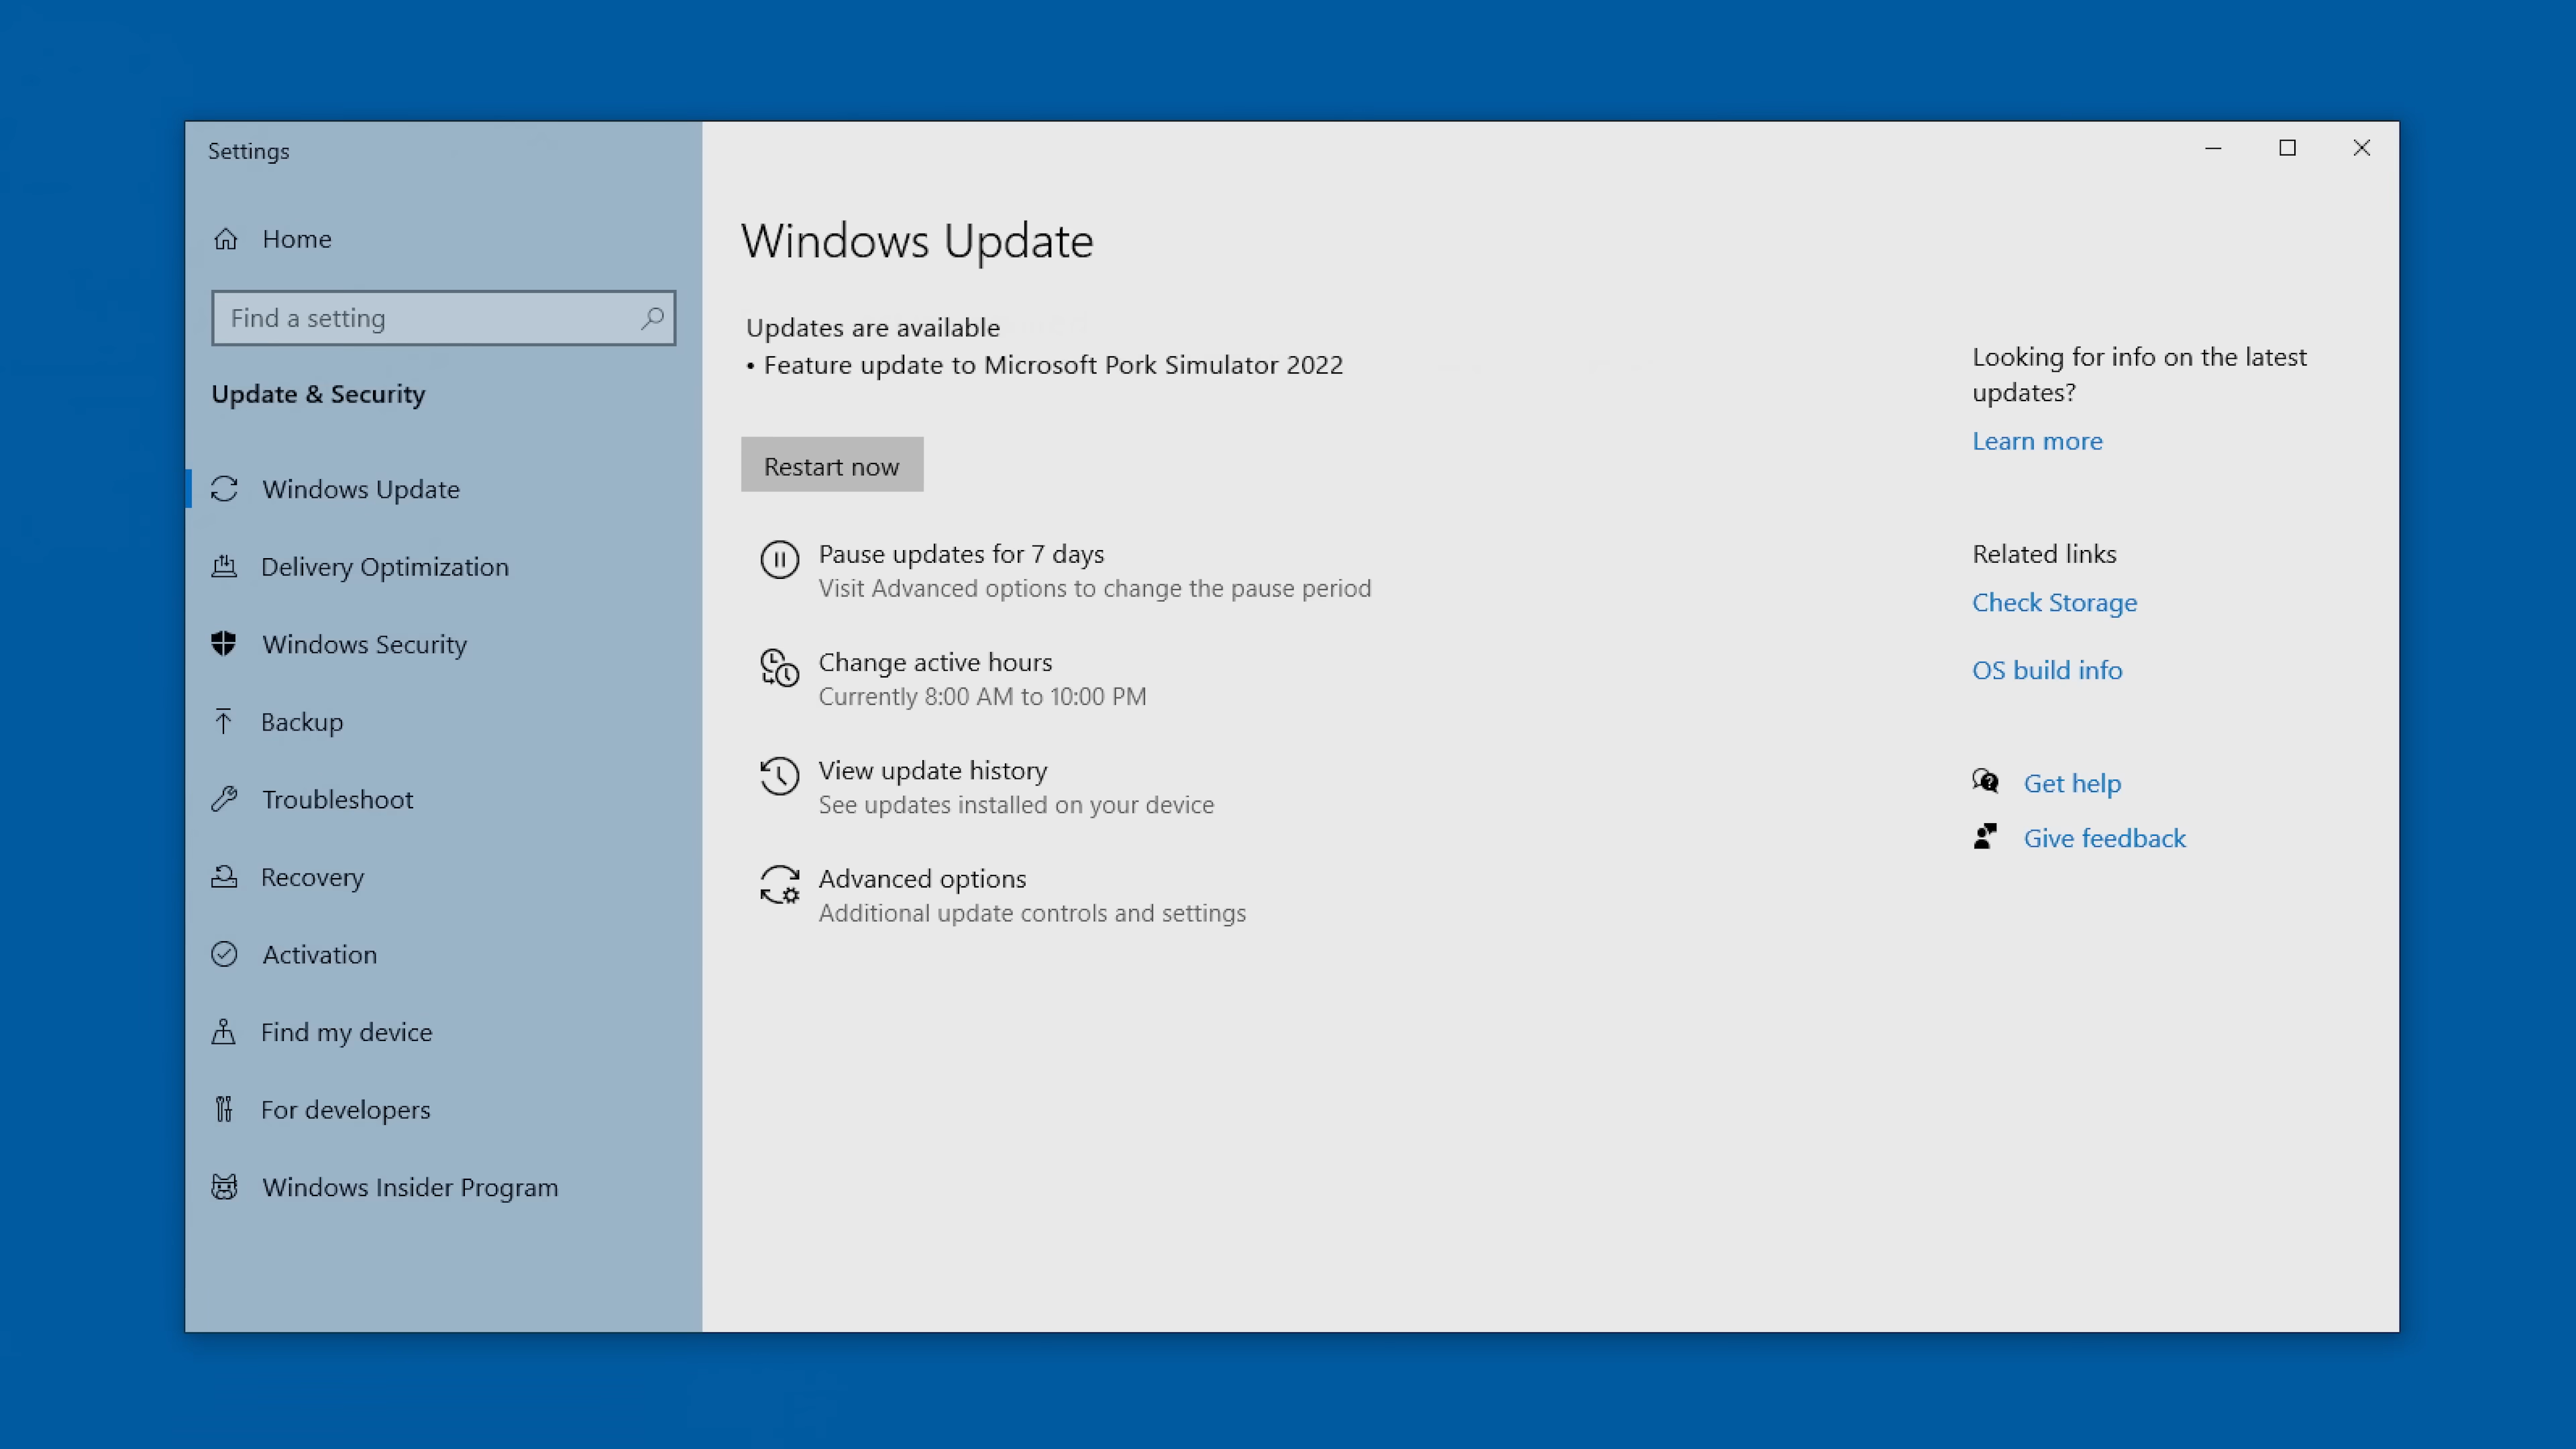 Settings
Home
Find a setting
Update & Security
Windows Update
Delivery Optimization
Windows Security
Backup
Troubleshoot
Recovery
Activation
Find my device
For developers
Windows Insider Program
Windows Update
Updates are available
• Feature update to Microsoft Pork Simulator 2022
Restart now
Pause updates for 7 days
Visit Advanced options to change the pause period
Change active hours
Currently 8:00 AM to 10:00 PM
View update history
See updates installed on your device
Advanced options
Additional update controls and settings
Looking for info on the latest
updates?
Learn more
Related links
Check Storage
OS build info
Get help
Give feedback